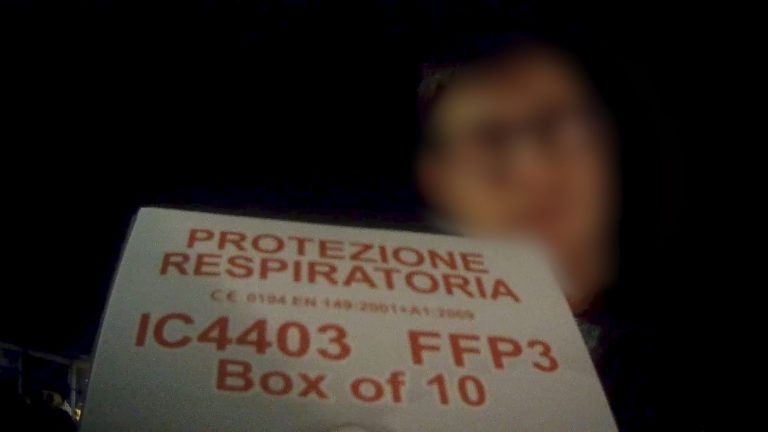 PROTEZIONE
RESPIRATORIA
CE 0194 EN 149:2001+A1:2009
IC4403 FFP3
Box of 10